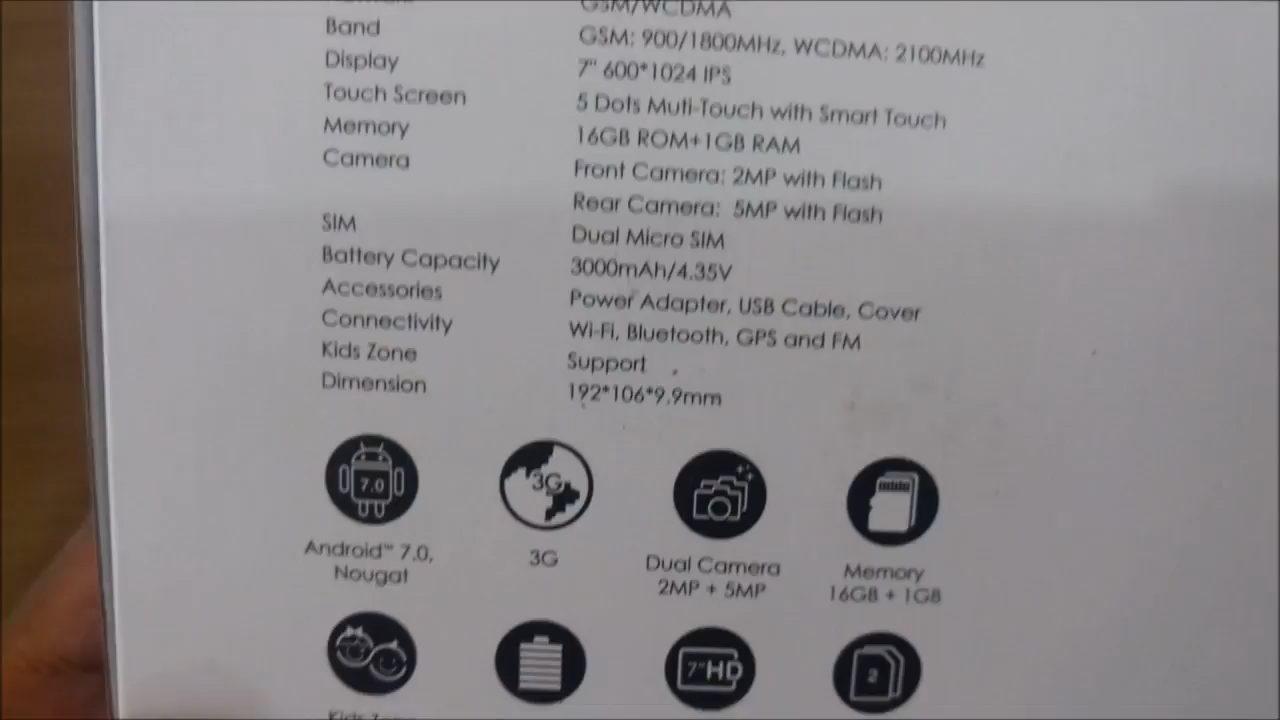 GSM/WCDMA
Band GSM: 900/1800MHz, WCDMA: 2100MHz
Display 7" 600*1024 IPS
Touch Screen 5 Dots Muti-Touch with Smart Touch
Memory 16GB ROM+1GB RAM
Camera Front Camera: 2MP with Flash
Rear Camera: 5MP with Flash
SIM Dual Micro SIM
Battery Capacity 3000mAh/4.35V
Accessories Power Adapter, USB Cable, Cover
Connectivity Wi-Fi, Bluetooth, GPS and FM
Kids Zone Support
Dimension 192*106*9.9mm
7.0 3G
Android™ 7.0, 3G Dual Camera Memory
Nougat 2MP + 5MP 16GB + 1GB
7"HD 2
Kids